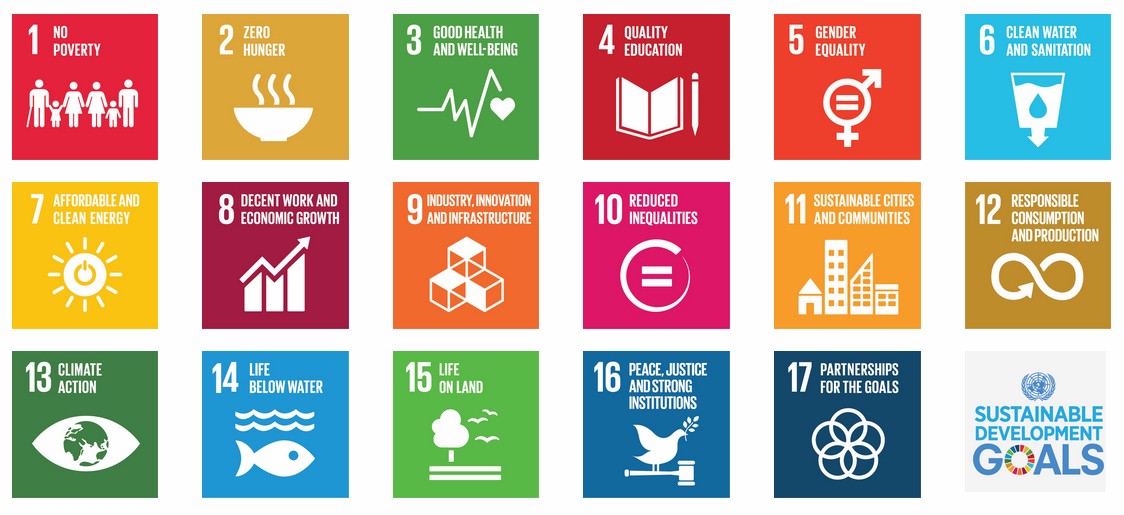 1 NO
POVERTY
2 ZERO
HUNGER
3 GOOD HEALTH
AND WELL-BEING
4 QUALITY
EDUCATION
5 GENDER
EQUALITY
6 CLEAN WATER
AND SANITATION
7 AFFORDABLE AND
CLEAN ENERGY
8 DECENT WORK AND
ECONOMIC GROWTH
9 INDUSTRY, INNOVATION
AND INFRASTRUCTURE
10 REDUCED
INEQUALITIES
11 SUSTAINABLE CITIES
AND COMMUNITIES
12 RESPONSIBLE
CONSUMPTION
AND PRODUCTION
13 CLIMATE
ACTION
14 LIFE
BELOW WATER
15 LIFE
ON LAND
16 PEACE, JUSTICE
AND STRONG
INSTITUTIONS
17 PARTNERSHIPS
FOR THE GOALS
SUSTAINABLE
DEVELOPMENT
GOALS